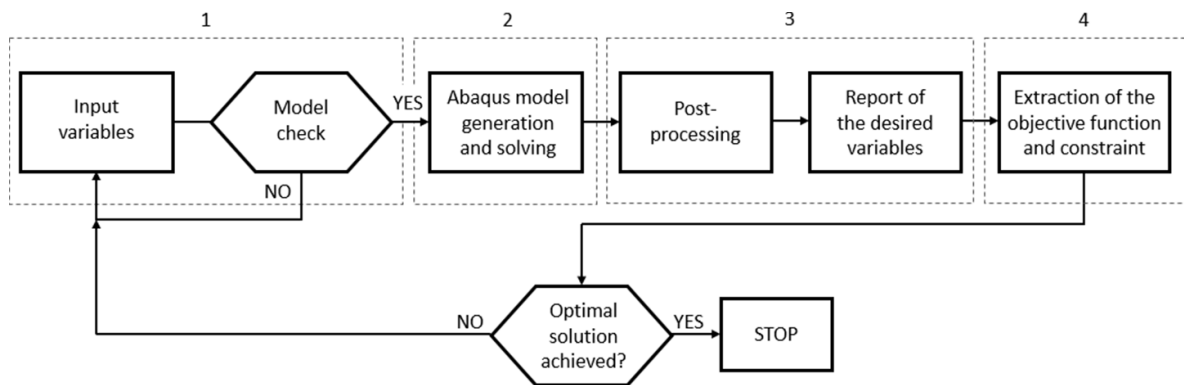 1
2
3
4
Input
variables
Model
check
YES
NO
Abaqus model
generation
and solving
Post-
processing
Report of
the desired
variables
Extraction of the
objective function
and constraint
Optimal
solution
achieved?
NO
YES
STOP